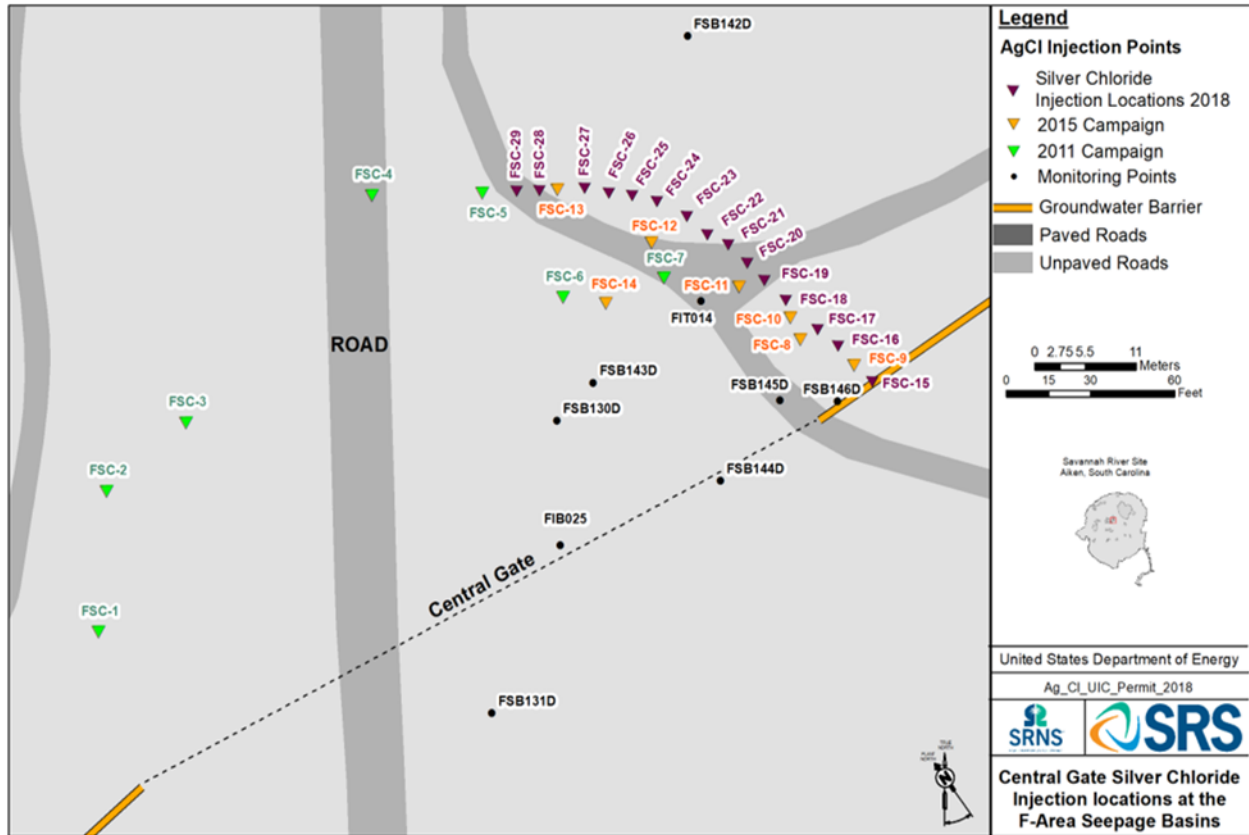 FSB142D
FSC-29
FSC-28
FSC-27
FSC-26
FSC-25
FSC-24
FSC-23
FSC-22
FSC-21
FSC-20
FSC-19
FSC-18
FSC-17
FSC-16
FSC-15
FSC-4
FSC-5
FSC-13
FSC-12
FSC-7
FSC-6
FSC-14
FSC-11
FIT014
FSC-10
FSC-8
FSC-9
ROAD
FSB143D
FSB145D
FSB146D
FSC-3
FSB130D
FSC-2
FSB144D
FIB025
Central Gate
FSC-1
FSB131D
PLANT NORTH
TRUE NORTH
N
Legend
AgCl Injection Points
Silver Chloride
Injection Locations 2018
2015 Campaign
2011 Campaign
Monitoring Points
Groundwater Barrier
Paved Roads
Unpaved Roads
0 2.75 5.5 11
Meters
0 15 30 60
Feet
Savannah River Site
Aiken, South Carolina
United States Department of Energy
Ag_Cl_UIC_Permit_2018
SRNS
SRS
Central Gate Silver Chloride
Injection locations at the
F-Area Seepage Basins